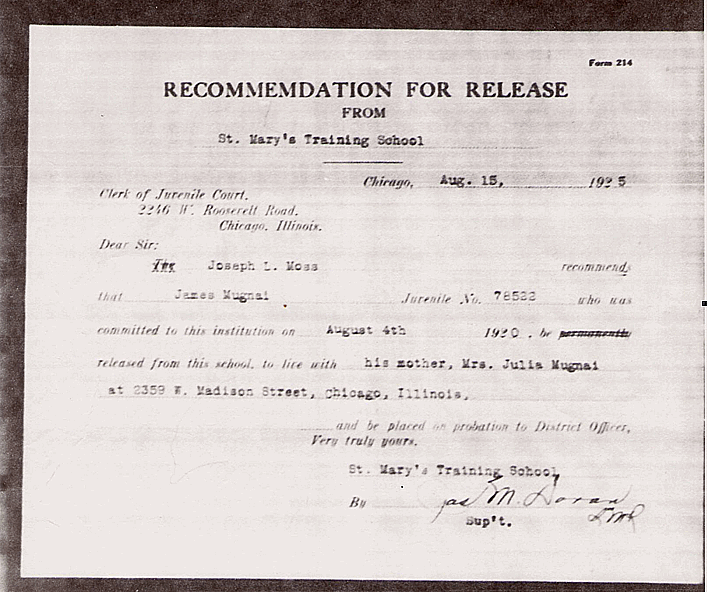 Form 214
RECOMMEMDATION FOR RELEASE
FROM
St. Mary's Training School
Chicago, Aug. 15, 1925
Clerk of Juvenile Court.
2246 W. Roosevelt Road.
Chicago, Illinois.
Dear Sir:
The Joseph L. Moss recommends
that James Mugnai Juvenile No. 78522 who was
committed to this institution on August 4th 1920. be permanently
released from this school, to live with his mother, Mrs. Julia Mugnai
at 2359 W. Madison Street, Chicago, Illinois,
and be placed on probation to District Officer,
Very truly yours.
St. Mary's Training School,
By Jas M. Doran
Sup't.